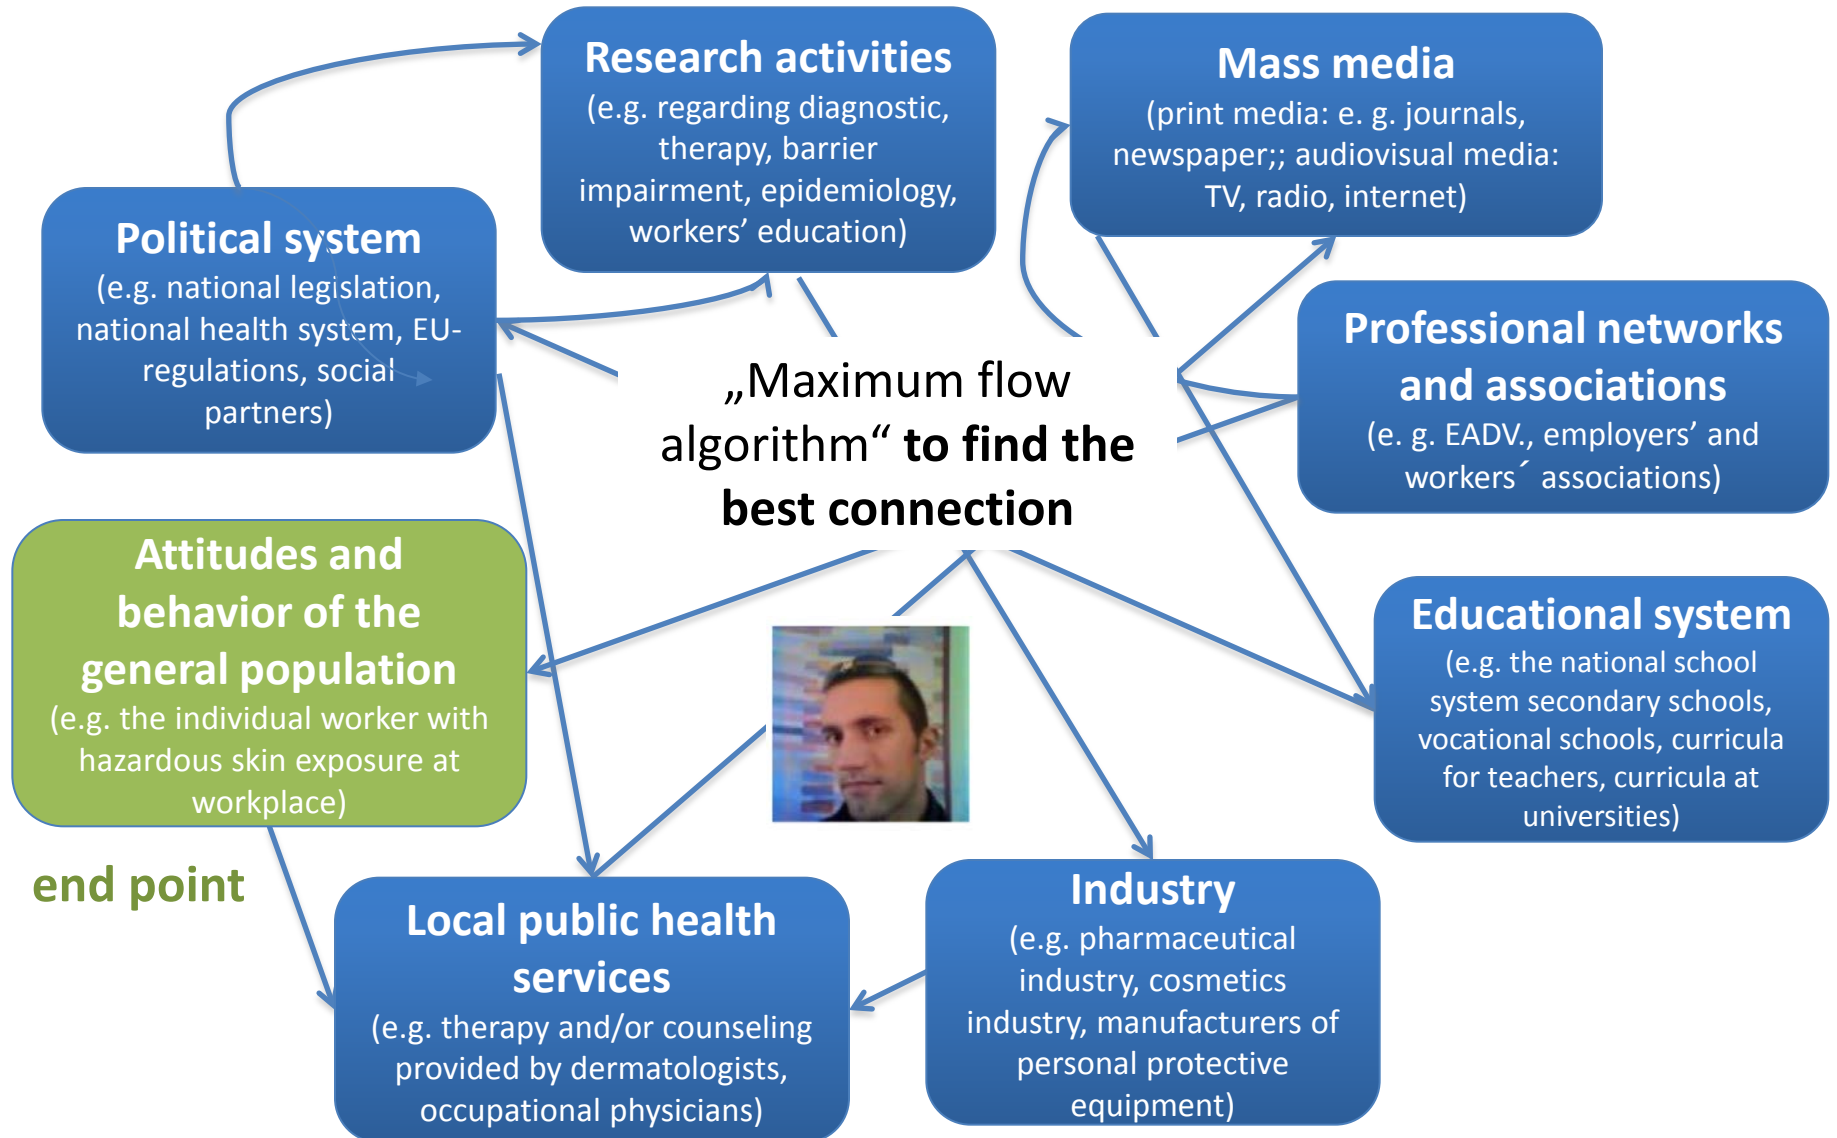 Research activities
(e.g. regarding diagnostic,
therapy, barrier
impairment, epidemiology,
workers’ education)
Mass media
(print media: e. g. journals,
newspaper;; audiovisual media:
TV, radio, internet)
Political system
(e.g. national legislation,
national health system, EU-
regulations, social
partners)
„Maximum flow
algorithm“ to find the
best connection
Professional networks
and associations
(e. g. EADV., employers’ and
workers´ associations)
Attitudes and
behavior of the
general population
(e.g. the individual worker with
hazardous skin exposure at
workplace)
Educational system
(e.g. the national school
system secondary schools,
vocational schools, curricula
for teachers, curricula at
universities)
end point
Local public health
services
(e.g. therapy and/or counseling
provided by dermatologists,
occupational physicians)
Industry
(e.g. pharmaceutical
industry, cosmetics
industry, manufacturers of
personal protective
equipment)